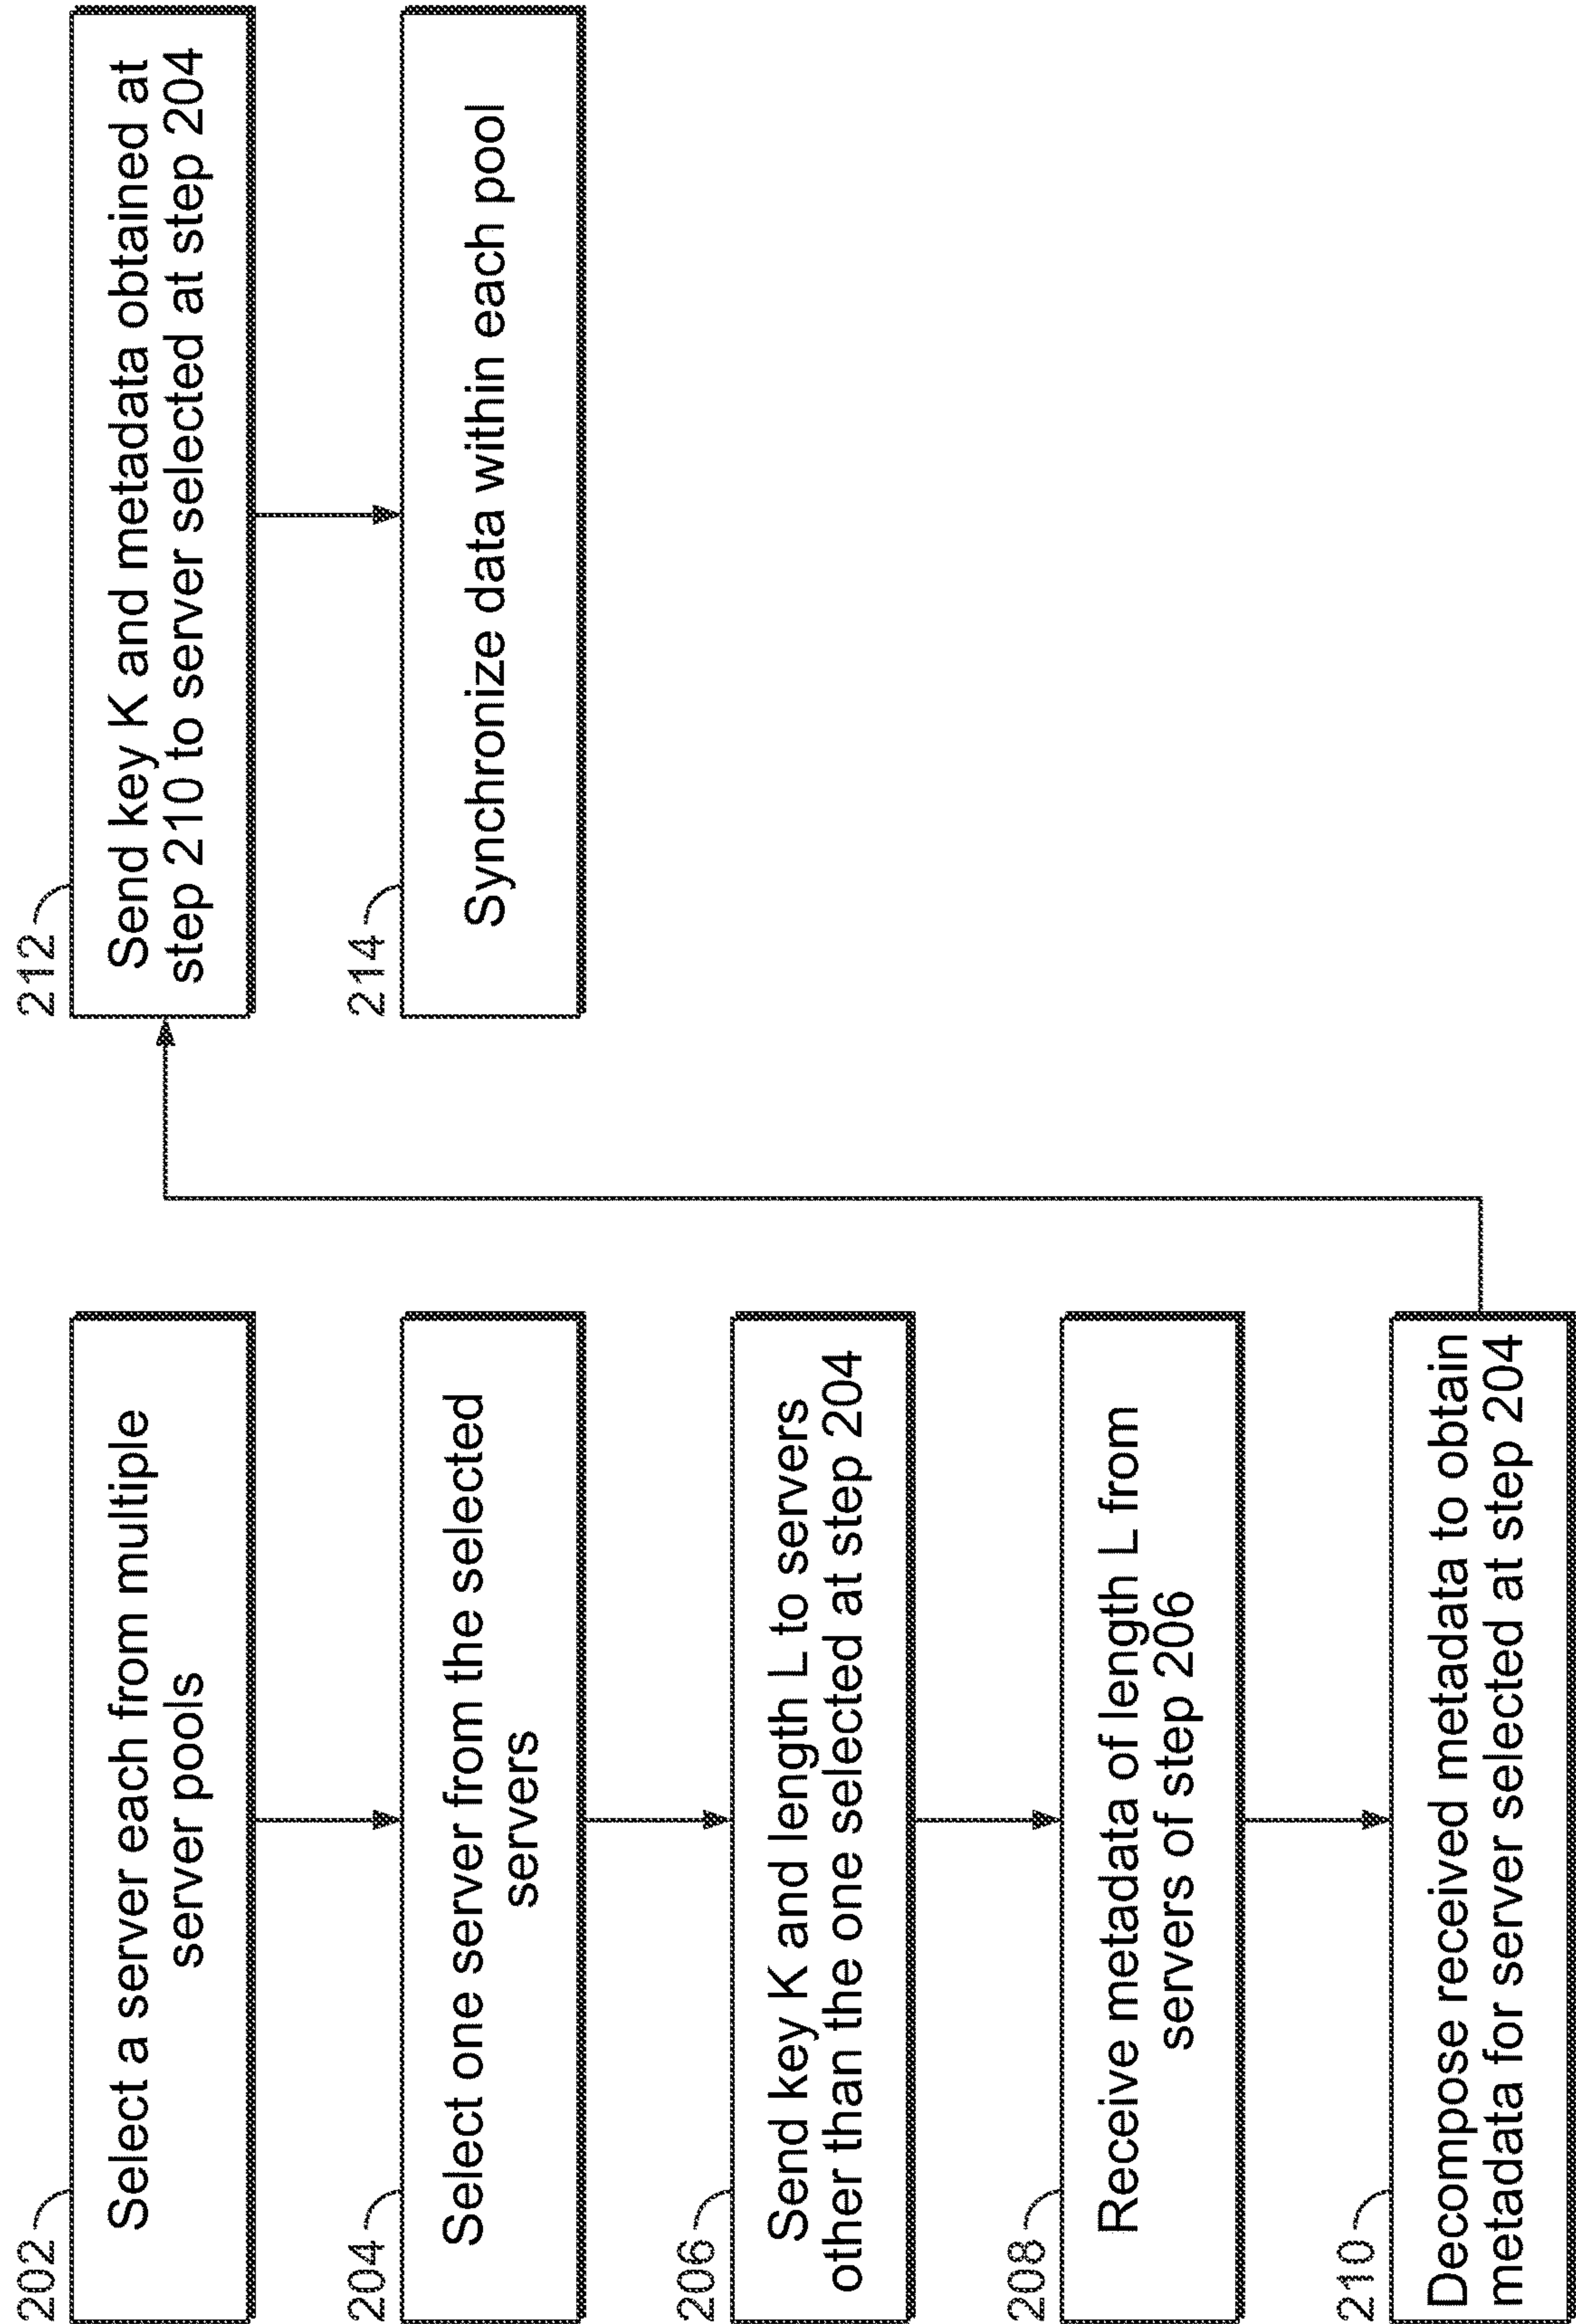 202
Select a server each from multiple
server pools
204
Select one server from the selected
servers
206
Send key K and length L to servers
other than the one selected at step 204
208
Receive metadata of length L from
servers of step 206
210
Decompose received metadata to obtain
metadata for server selected at step 204
212
Send key K and metadata obtained at
step 210 to server selected at step 204
214
Synchronize data within each pool